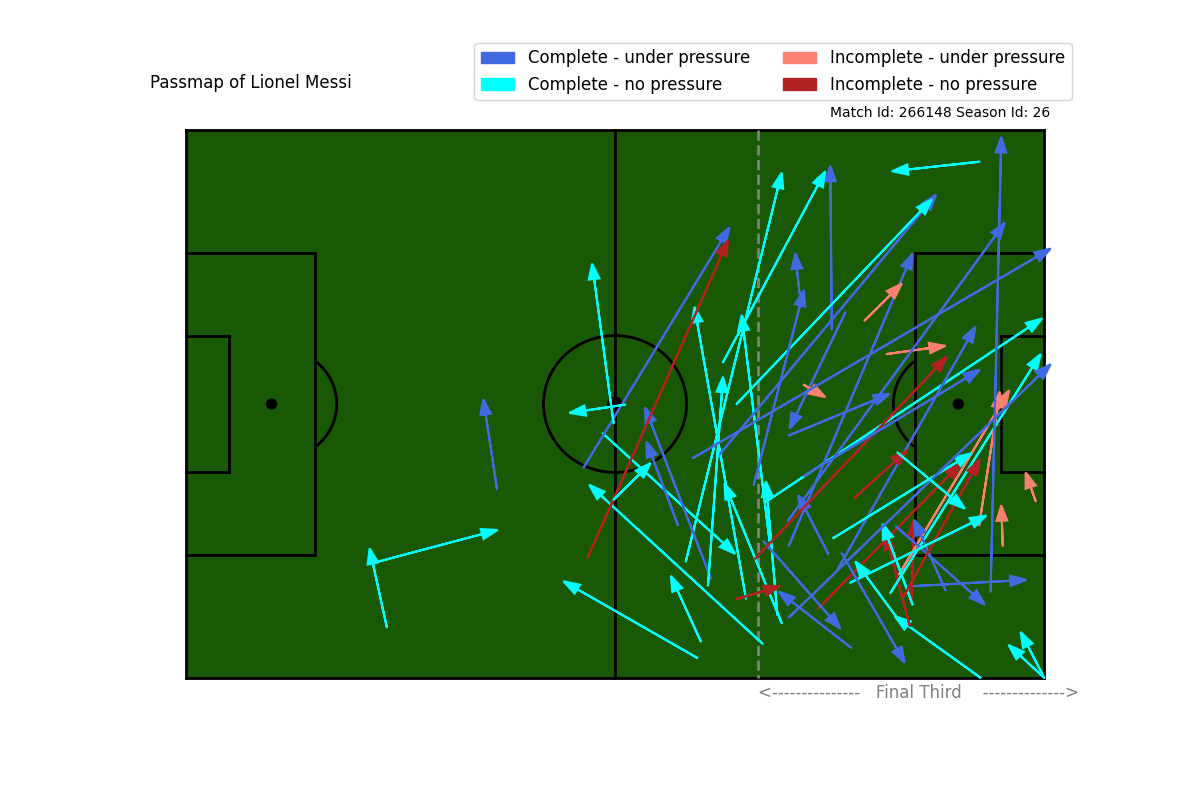 Passmap of Lionel Messi
Complete - under pressure
Complete - no pressure
Incomplete - under pressure
Incomplete - no pressure
Match Id: 266148 Season Id: 26
<---------------- Final Third --------------->